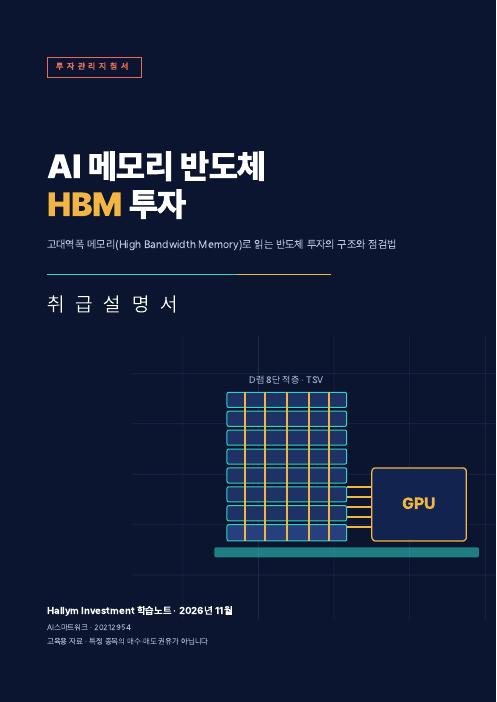 투자관리지침서
AI 메모리 반도체
HBM 투자
고대역폭 메모리(High Bandwidth Memory)로 읽는 반도체 투자의 구조와 점검법
취급설명서
D램 8단 적층 · TSV
GPU
Hallym Investment 학습노트 · 2026년 11월
AI스마트워크 · 20212954
교육용 자료 · 특정 종목의 매수·매도 권유가 아닙니다